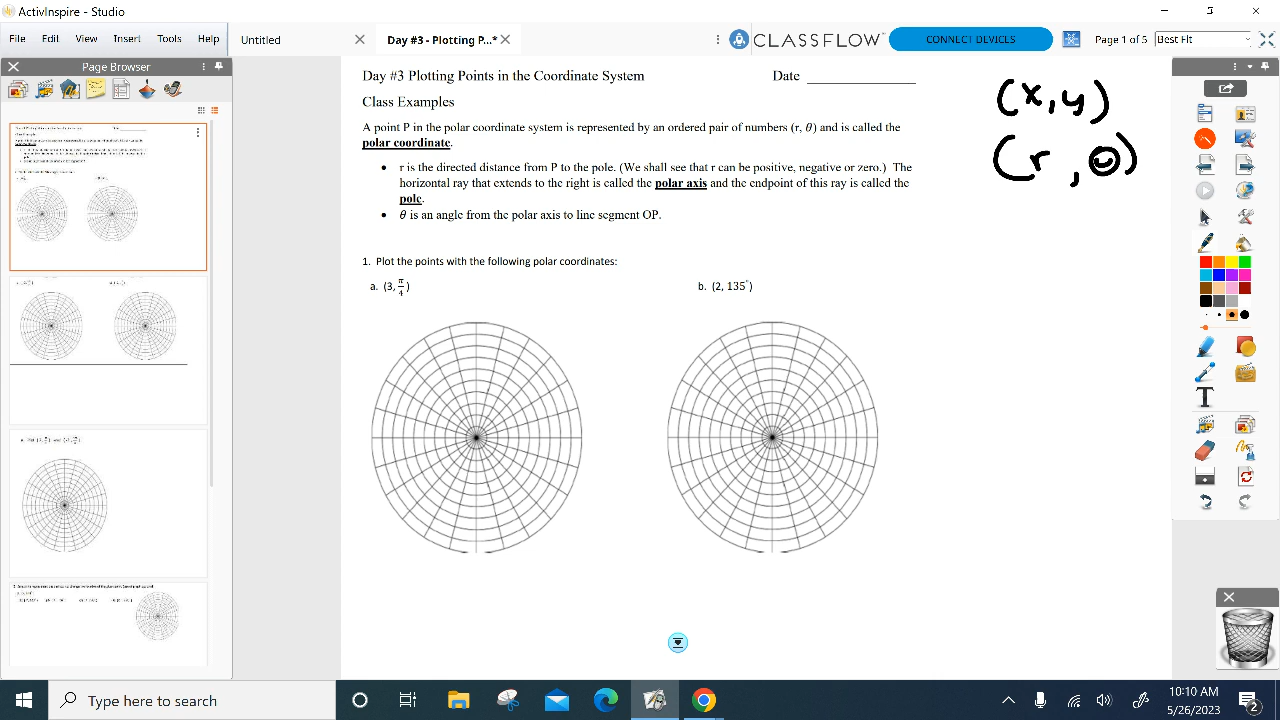 ActivInspire - Studio
File Edit View Insert Tools Help
Untitled
Day #3 - Plotting P...*
CLASSFLOW
CONNECT DEVICES
Page 1 of 5
Best Fit
Page Browser
Day #3 Plotting Points in the Coordinate System Date ____________
Class Examples
A point P in the polar coordinate system is represented by an ordered pair of numbers (r, θ) and is called the
polar coordinate.
• r is the directed distance from P to the pole. (We shall see that r can be positive, negative or zero.) The
horizontal ray that extends to the right is called the polar axis and the endpoint of this ray is called the
pole.
• θ is an angle from the polar axis to line segment OP.
1. Plot the points with the following polar coordinates:
a. (3, π/4)
b. (2, 135°)
(x,y)
(r, θ)
T
Type here to search
10:10 AM
5/26/2023
2